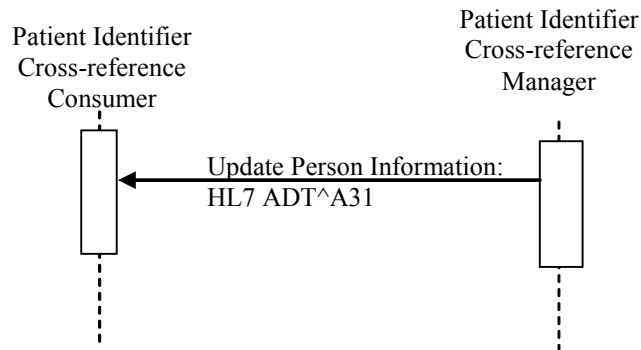 Patient Identifier
Cross-reference
Consumer
Patient Identifier
Cross-reference
Manager
Update Person Information:
HL7 ADT^A31